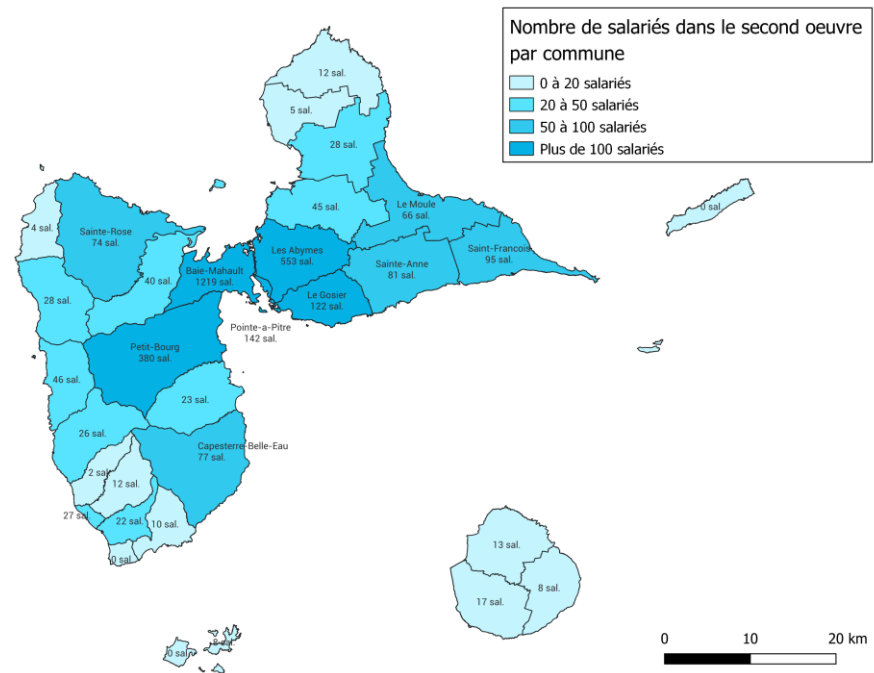 Nombre de salariés dans le second oeuvre
par commune
0 à 20 salariés
20 à 50 salariés
50 à 100 salariés
Plus de 100 salariés
12 sal.
5 sal.
28 sal.
45 sal.
Le Moule
66 sal.
0 sal.
4 sal.
Sainte-Rose
74 sal.
40 sal.
Baie-Mahault
1219 sal.
Les Abymes
553 sal.
Sainte-Anne
81 sal.
Saint-Francois
95 sal.
28 sal.
Le Gosier
122 sal.
Pointe-a-Pitre
142 sal.
Petit-Bourg
380 sal.
46 sal.
23 sal.
26 sal.
Capesterre-Belle-Eau
77 sal.
2 sal.
12 sal.
27 sal.
22 sal.
10 sal.
0 sal.
13 sal.
17 sal.
8 sal.
0 sal.
8 sal.
0 10 20 km